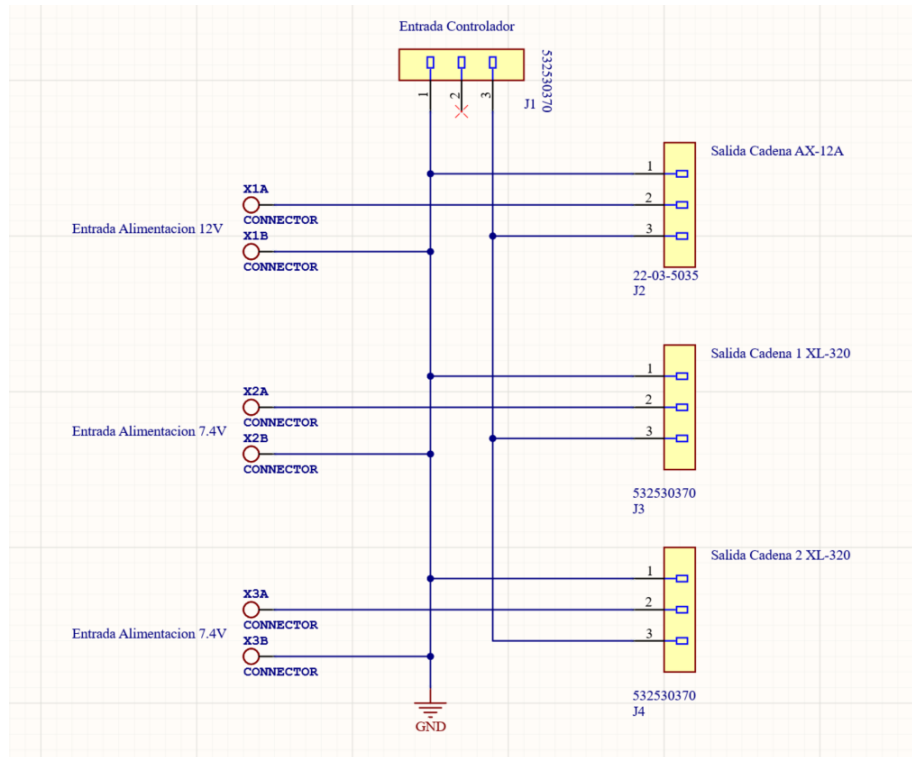 Entrada Controlador
532530370
J1
1
2
3
Salida Cadena AX-12A
1
2
3
22-03-5035
J2
X1A
CONNECTOR
Entrada Alimentacion 12V
X1B
CONNECTOR
Salida Cadena 1 XL-320
1
2
3
532530370
J3
X2A
CONNECTOR
Entrada Alimentacion 7.4V
X2B
CONNECTOR
Salida Cadena 2 XL-320
1
2
3
532530370
J4
X3A
CONNECTOR
Entrada Alimentacion 7.4V
X3B
CONNECTOR
GND